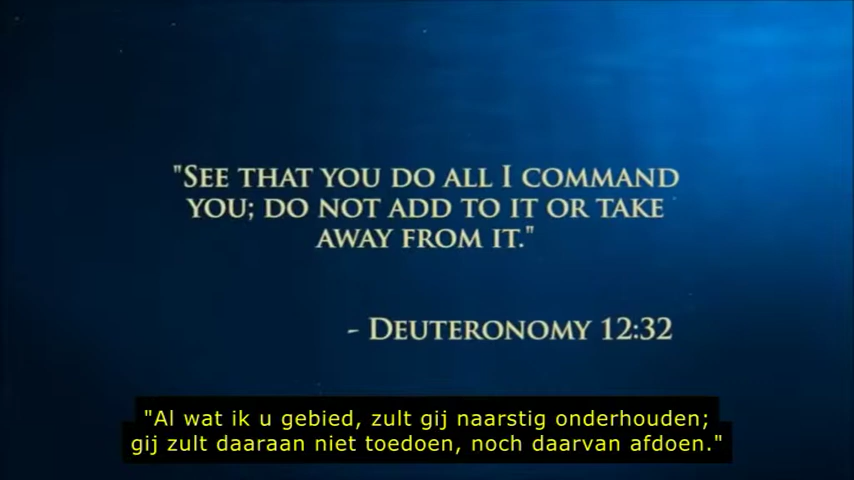 "SEE THAT YOU DO ALL I COMMAND
YOU; DO NOT ADD TO IT OR TAKE
AWAY FROM IT."
- DEUTERONOMY 12:32
"Al wat ik u gebied, zult gij naarstig onderhouden;
gij zult daaraan niet toedoen, noch daarvan afdoen."